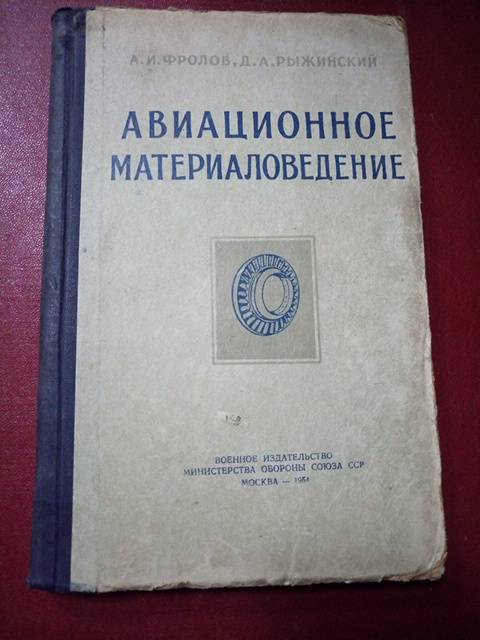 А.И.ФРОЛОВ, Д.А.РЫЖИНСКИЙ
АВИАЦИОННОЕ
МАТЕРИАЛОВЕДЕНИЕ
ВОЕННОЕ ИЗДАТЕЛЬСТВО
МИНИСТЕРСТВА ОБОРОНЫ СОЮЗА ССР
МОСКВА — 1954